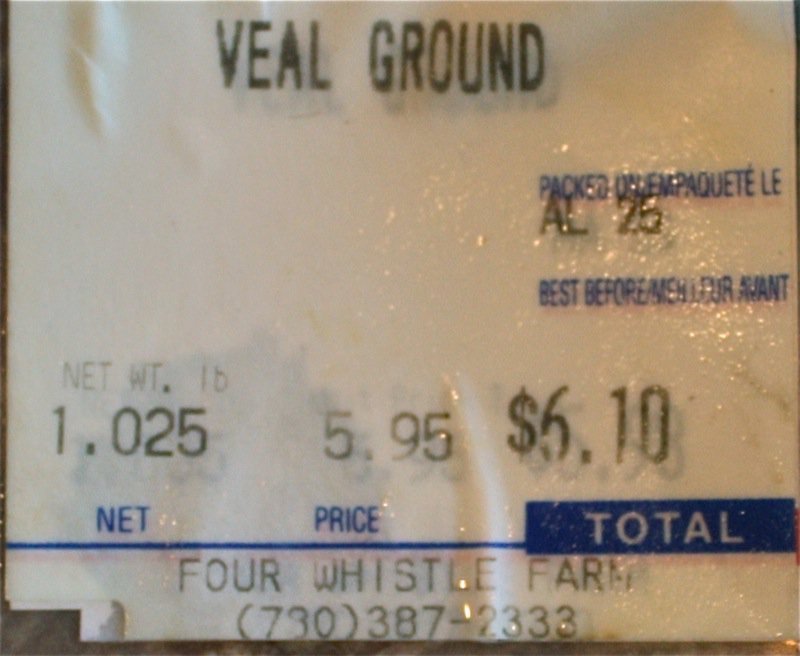 VEAL GROUND
PACKED ON/EMPAQUETÉ LE
AL 25
BEST BEFORE/MEILLEUR AVANT
NET WT. lb
1.025 5.95 $6.10
NET PRICE TOTAL
FOUR WHISTLE FARM
(730)387-2333